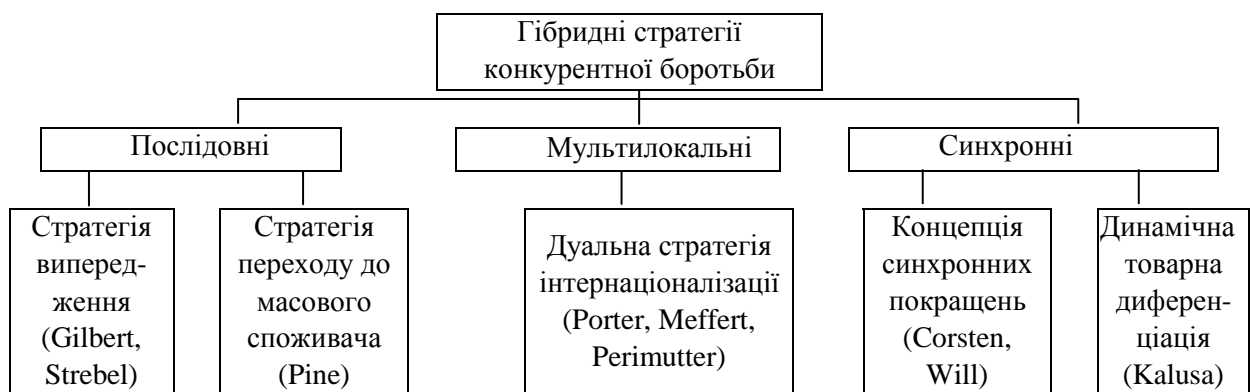 Гібридні стратегії
конкурентної боротьби
Послідовні
Мультилокальні
Синхронні
Стратегія
виперед-
ження
(Gilbert,
Strebel)
Стратегія
переходу до
масового
споживача
(Pine)
Дуальна стратегія
інтернаціоналізації
(Porter, Meffert,
Perimutter)
Концепція
синхронних
покращень
(Corsten,
Will)
Динамічна
товарна
диферен-
ціація
(Kalusa)